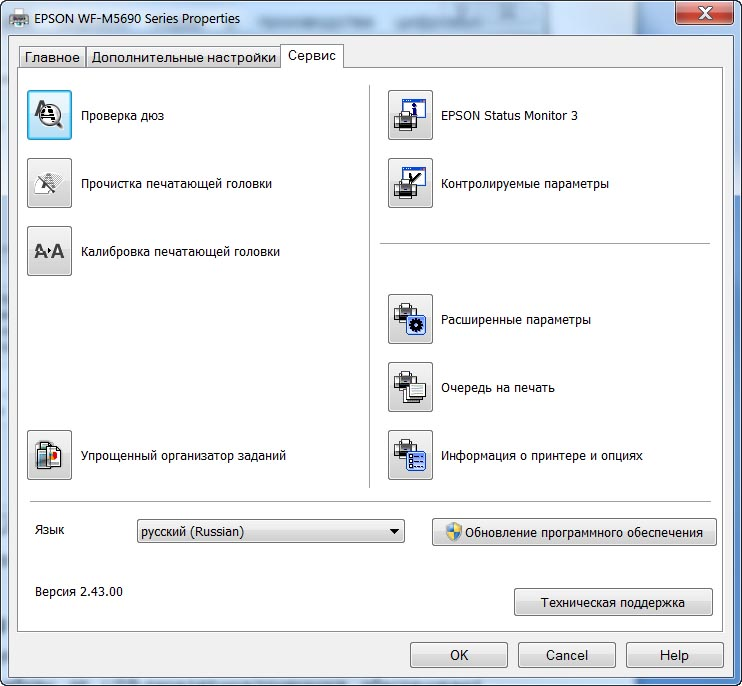 EPSON WF-M5690 Series Properties
Главное
Дополнительные настройки
Сервис
Проверка дюз
Прочистка печатающей головки
Калибровка печатающей головки
Упрощенный организатор заданий
EPSON Status Monitor 3
Контролируемые параметры
Расширенные параметры
Очередь на печать
Информация о принтере и опциях
Язык
русский (Russian)
Обновление программного обеспечения
Версия 2.43.00
Техническая поддержка
OK
Cancel
Help